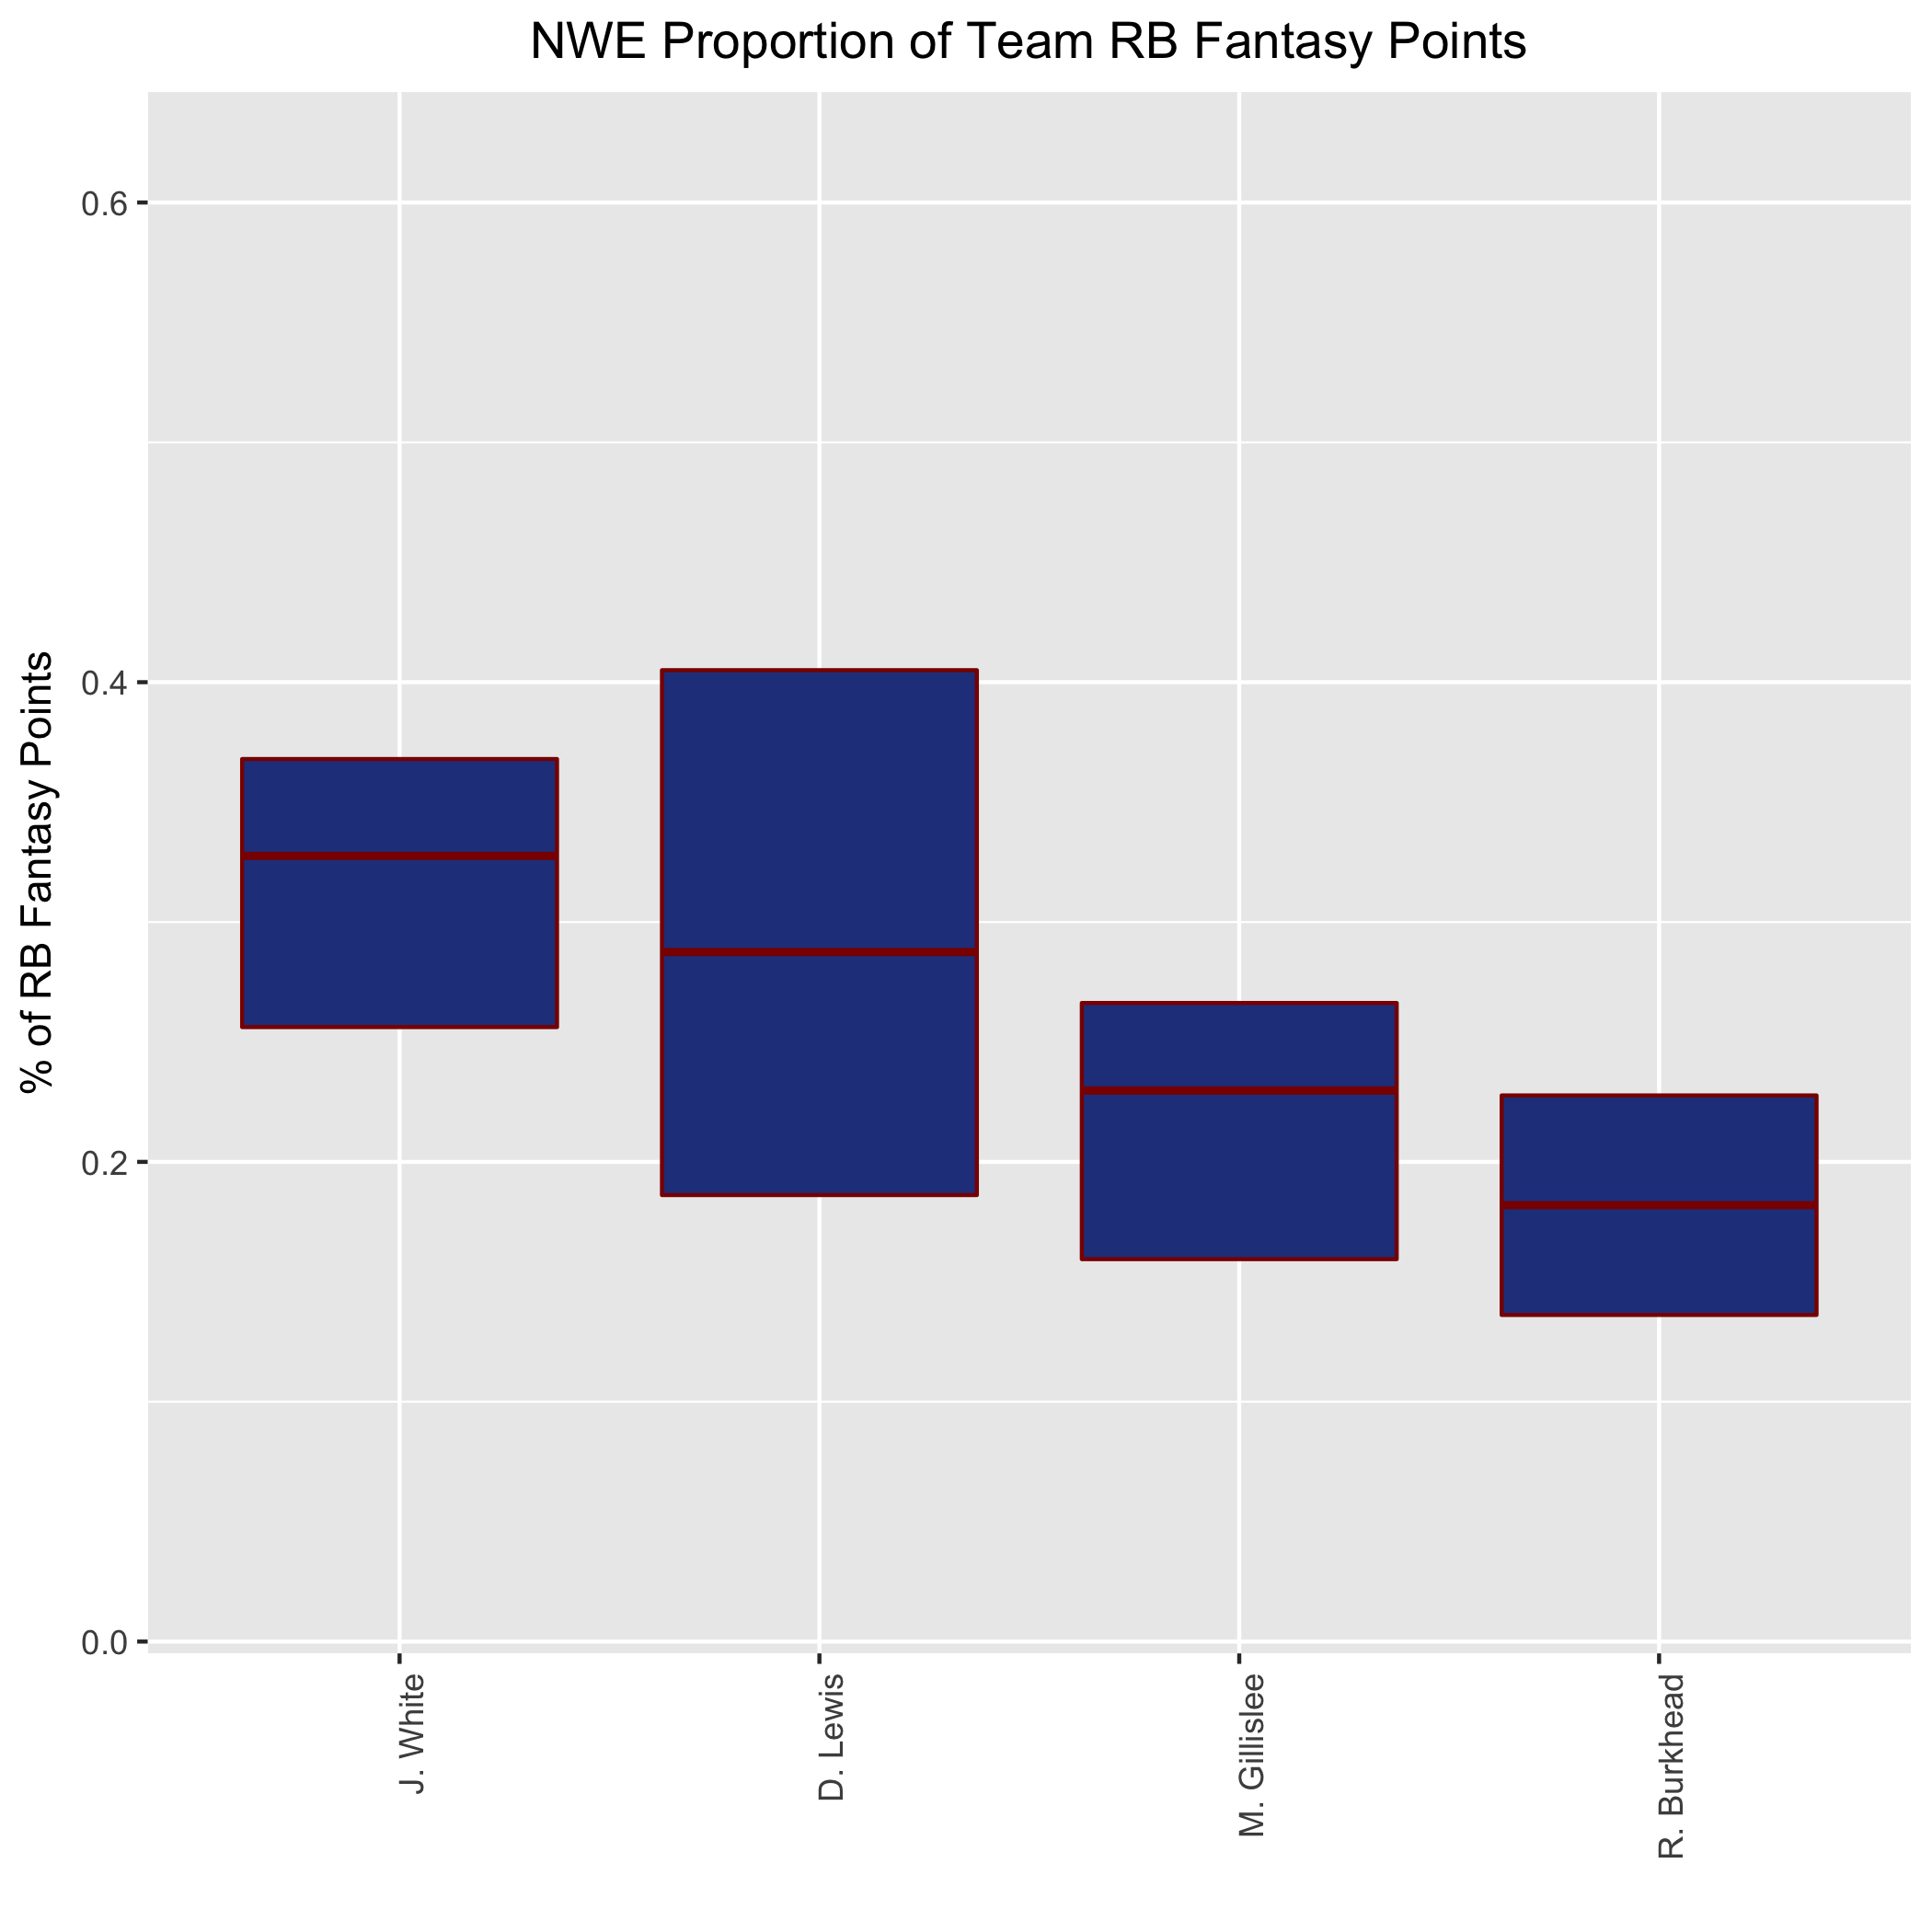 NWE Proportion of Team RB Fantasy Points
% of RB Fantasy Points
0.6
0.4
0.2
0.0
J. White
D. Lewis
M. Gillislee
R. Burkhead